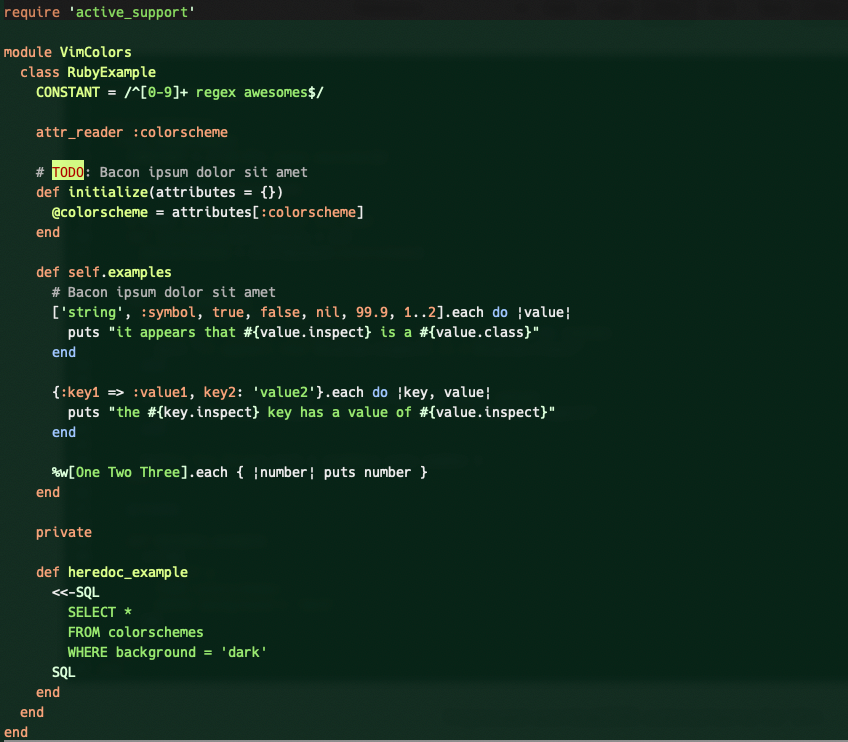 require 'active_support'

module VimColors
  class RubyExample
    CONSTANT = /^[0-9]+ regex awesomes$/

    attr_reader :colorscheme

    # TODO: Bacon ipsum dolor sit amet
    def initialize(attributes = {})
      @colorscheme = attributes[:colorscheme]
    end

    def self.examples
      # Bacon ipsum dolor sit amet
      ['string', :symbol, true, false, nil, 99.9, 1..2].each do |value|
        puts "it appears that #{value.inspect} is a #{value.class}"
      end

      {:key1 => :value1, key2: 'value2'}.each do |key, value|
        puts "the #{key.inspect} key has a value of #{value.inspect}"
      end

      %w[One Two Three].each { |number| puts number }
    end

    private

    def heredoc_example
      <<-SQL
        SELECT *
        FROM colorschemes
        WHERE background = 'dark'
      SQL
    end
  end
end